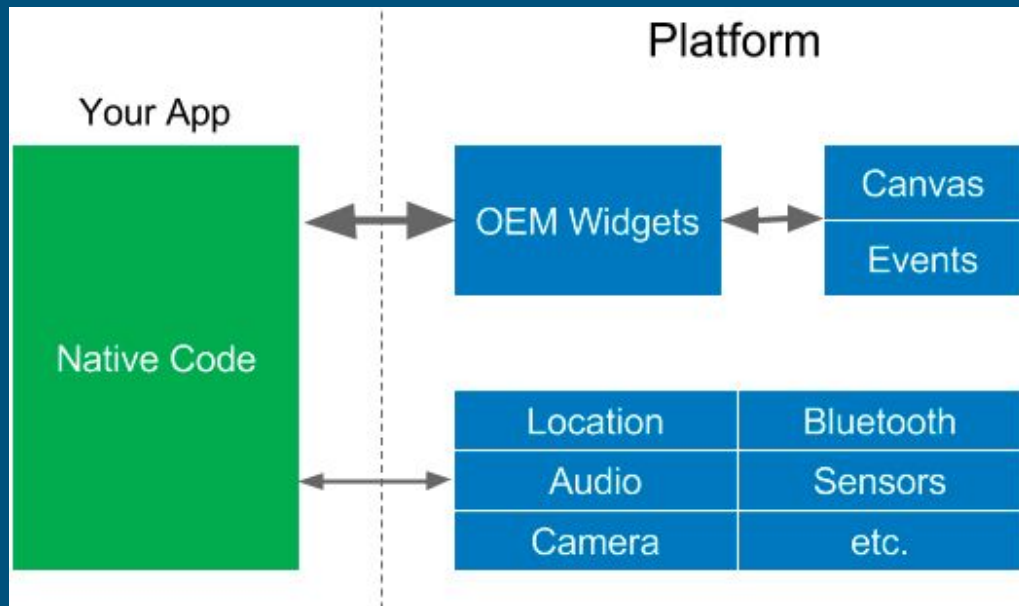 Platform
Your App
Native Code
OEM Widgets
Canvas
Events
Location
Bluetooth
Audio
Sensors
Camera
etc.